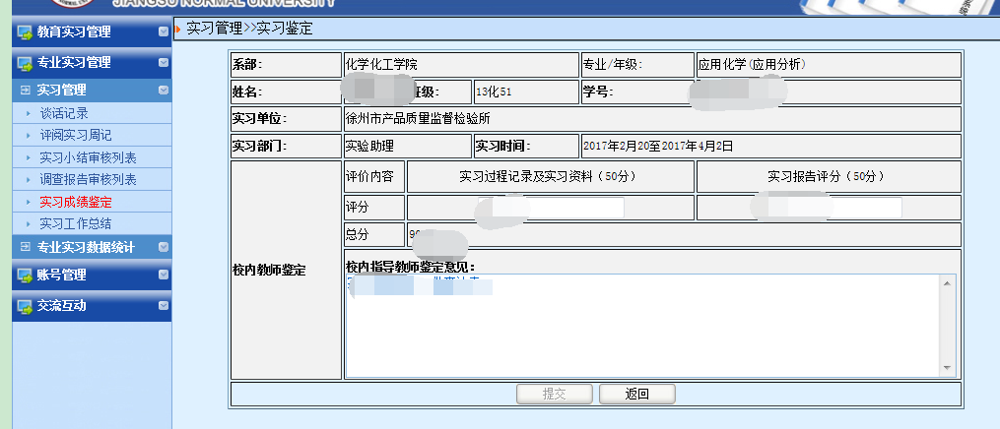 JIANGSU NORMAL UNIVERSITY
教育实习管理
专业实习管理
实习管理
谈话记录
评阅实习周记
实习小结审核列表
调查报告审核列表
实习成绩鉴定
实习工作总结
专业实习数据统计
账号管理
交流互动
实习管理>>实习鉴定
系部: 化学化工学院 专业/年级: 应用化学(应用分析)
姓名: 班级: 13化51 学号:
实习单位: 徐州市产品质量监督检验所
实习部门: 实验助理 实习时间: 2017年2月20至2017年4月2日
评价内容 实习过程记录及实习资料（50分） 实习报告评分（50分）
评分
总分
校内教师鉴定
校内指导教师鉴定意见:
提交 返回